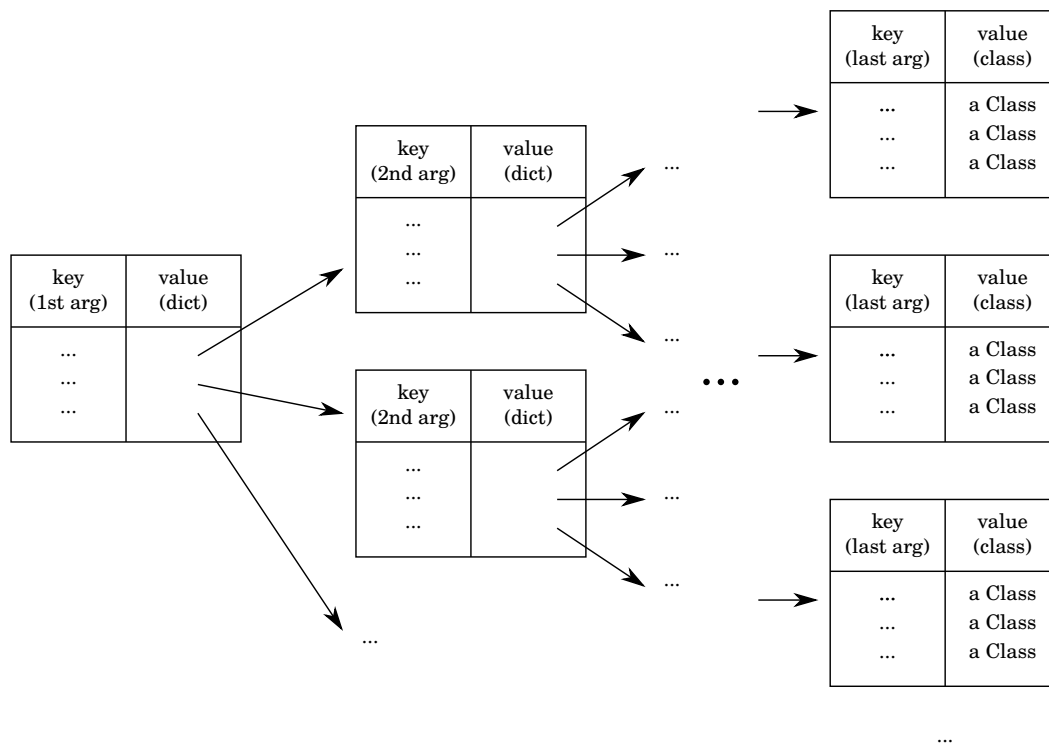 key
(1st arg)
value
(dict)
...
...
...
key
(2nd arg)
value
(dict)
...
...
...
key
(2nd arg)
value
(dict)
...
...
...
...
...
...
...
...
...
...
...
...
key
(last arg)
value
(class)
... a Class
... a Class
... a Class
key
(last arg)
value
(class)
... a Class
... a Class
... a Class
key
(last arg)
value
(class)
... a Class
... a Class
... a Class
...